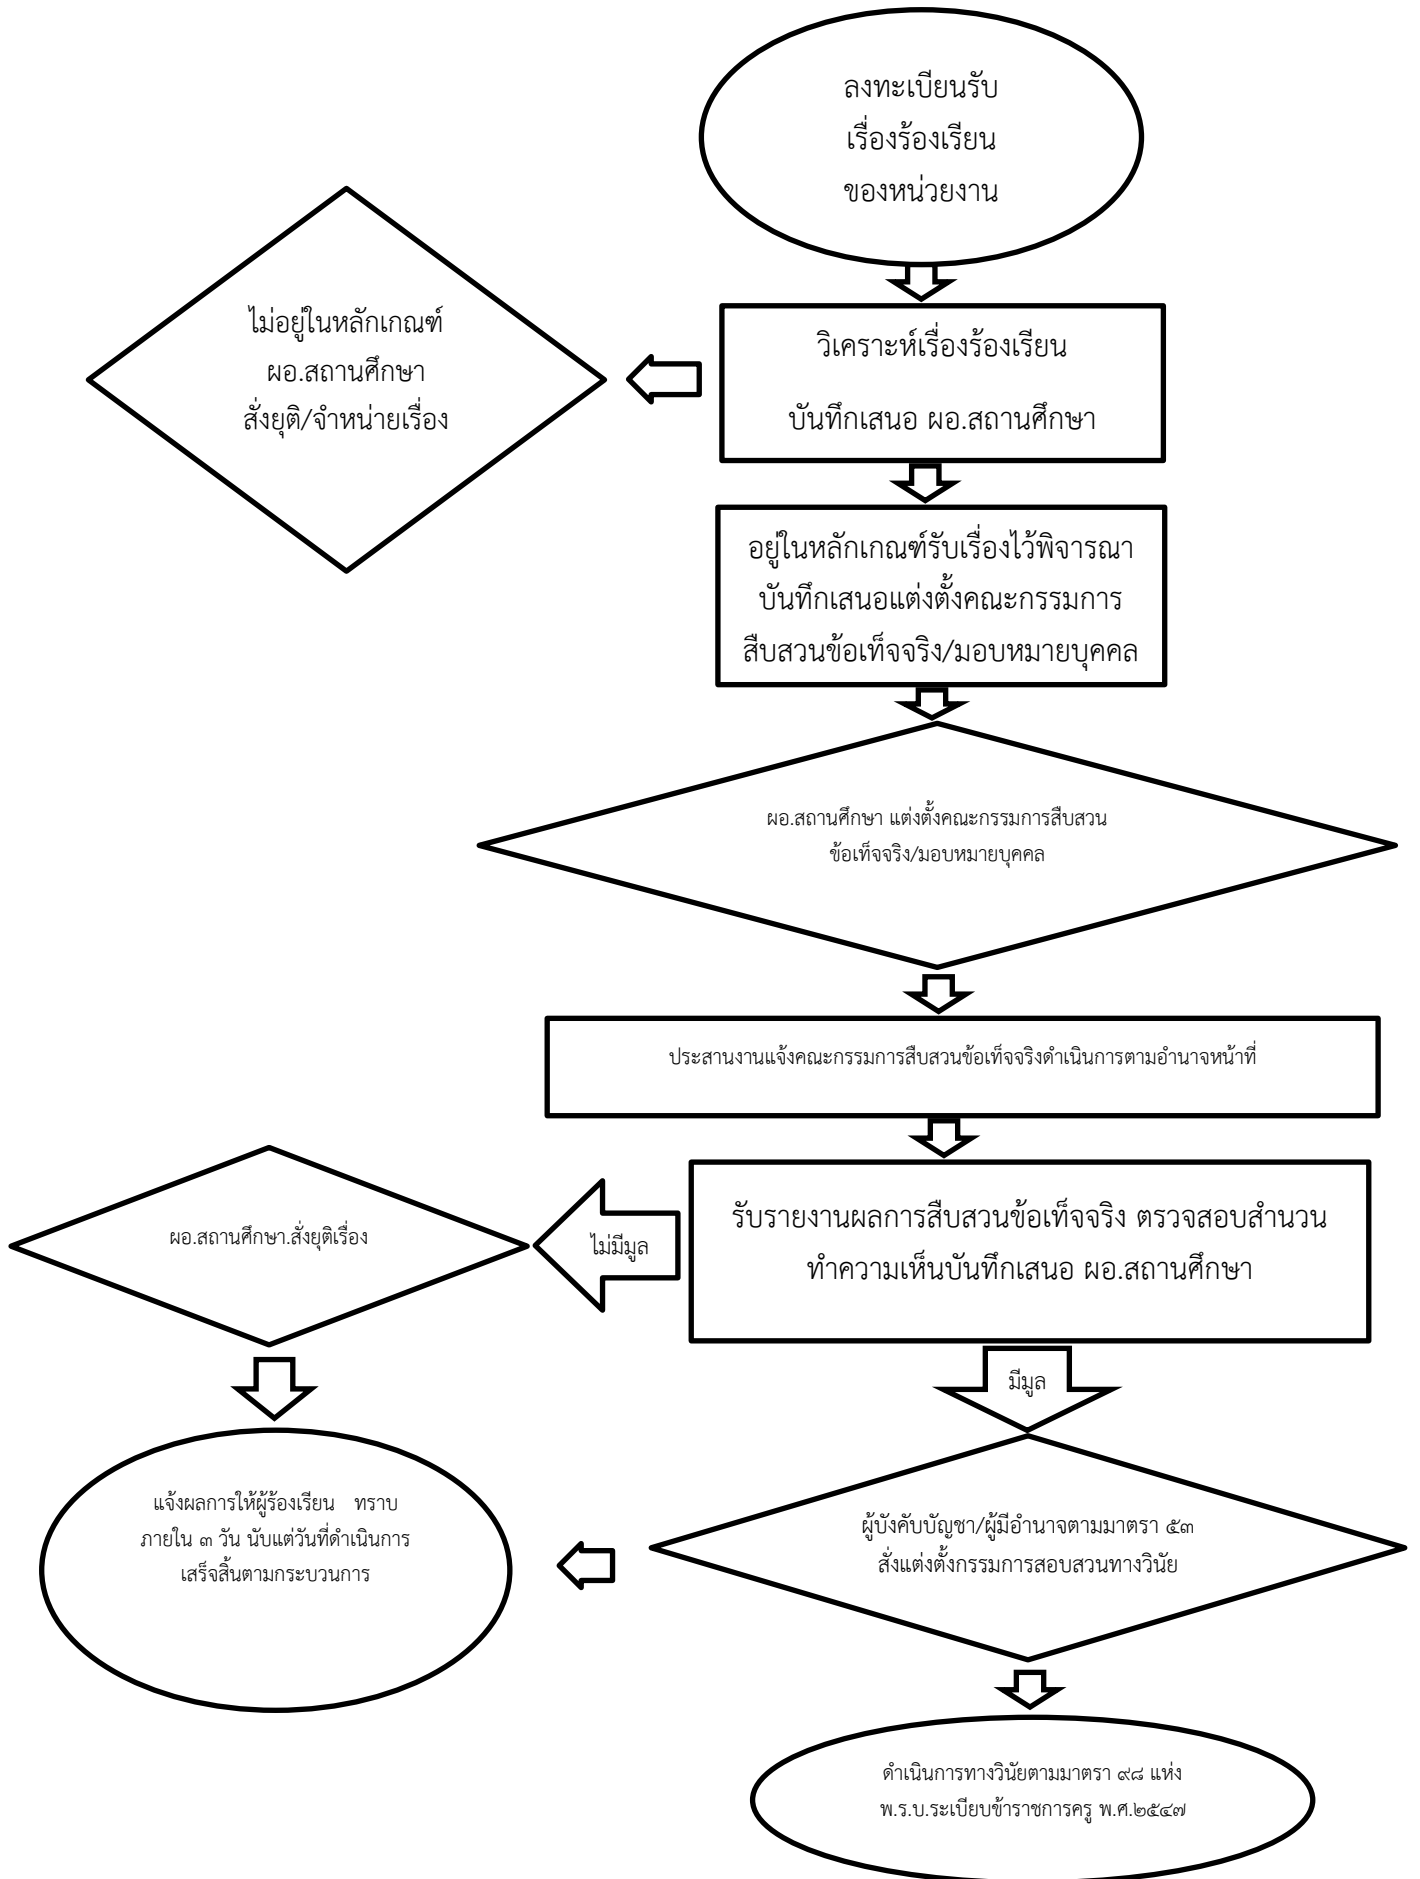 ลงทะเบียนรับ
เรื่องร้องเรียน
ของหน่วยงาน
ไม่อยู่ในหลักเกณฑ์
ผอ.สถานศึกษา
สั่งยุติ/จำหน่ายเรื่อง
วิเคราะห์เรื่องร้องเรียน
บันทึกเสนอ ผอ.สถานศึกษา
อยู่ในหลักเกณฑ์รับเรื่องไว้พิจารณา
บันทึกเสนอแต่งตั้งคณะกรรมการ
สืบสวนข้อเท็จจริง/มอบหมายบุคคล
ผอ.สถานศึกษา แต่งตั้งคณะกรรมการสืบสวน
ข้อเท็จจริง/มอบหมายบุคคล
ประสานงานแจ้งคณะกรรมการสืบสวนข้อเท็จจริงดำเนินการตามอำนาจหน้าที่
รับรายงานผลการสืบสวนข้อเท็จจริง ตรวจสอบสำนวน
ทำความเห็นบันทึกเสนอ ผอ.สถานศึกษา
ไม่มีมูล
ผอ.สถานศึกษา.สั่งยุติเรื่อง
มีมูล
แจ้งผลการให้ผู้ร้องเรียน ทราบ
ภายใน ๓ วัน นับแต่วันที่ดำเนินการ
เสร็จสิ้นตามกระบวนการ
ผู้บังคับบัญชา/ผู้มีอำนาจตามมาตรา ๕๓
สั่งแต่งตั้งกรรมการสอบสวนทางวินัย
ดำเนินการทางวินัยตามมาตรา ๙๘ แห่ง
พ.ร.บ.ระเบียบข้าราชการครู พ.ศ.๒๕๔๗